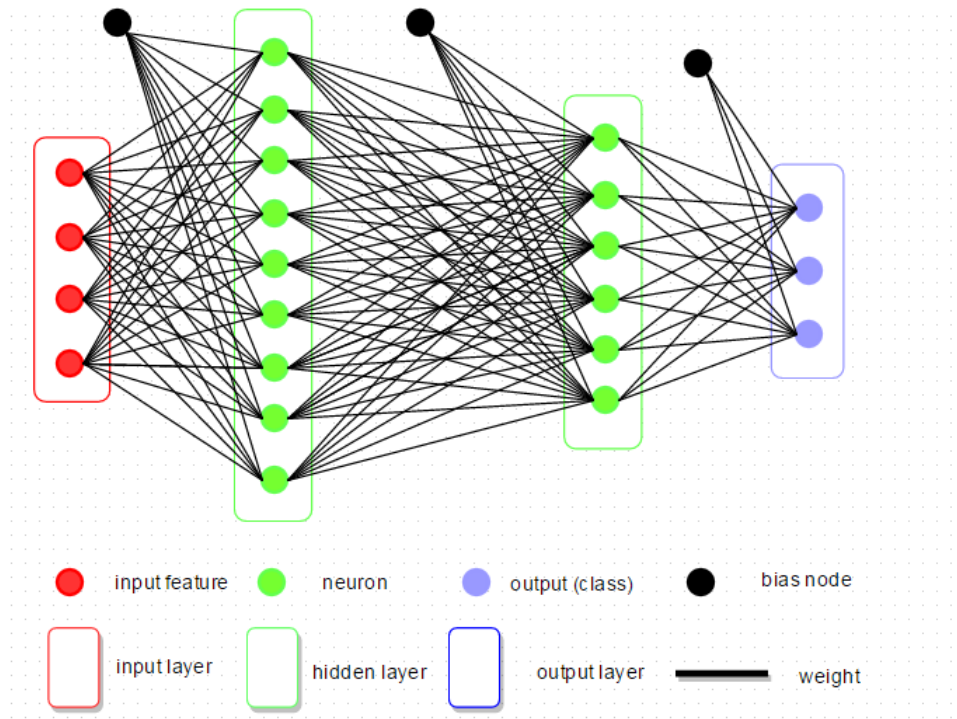 input feature
neuron
output (class)
bias node
input layer
hidden layer
output layer
weight